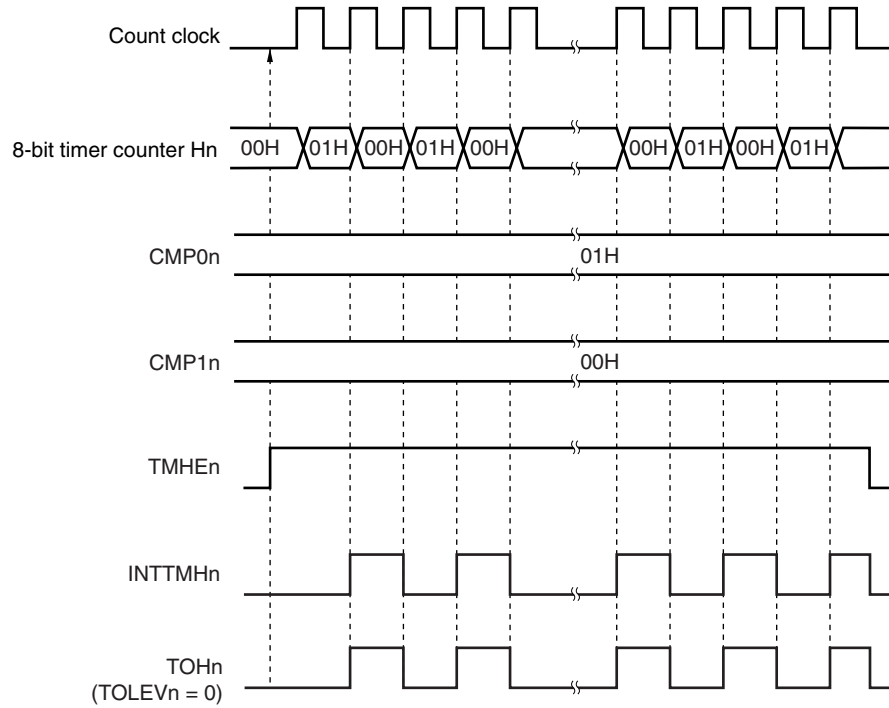 Count clock
8-bit timer counter Hn
00H 01H 00H 01H 00H 00H 01H 00H 01H
CMP0n
01H
CMP1n
00H
TMHEn
INTTMHn
TOHn
(TOLEVn = 0)